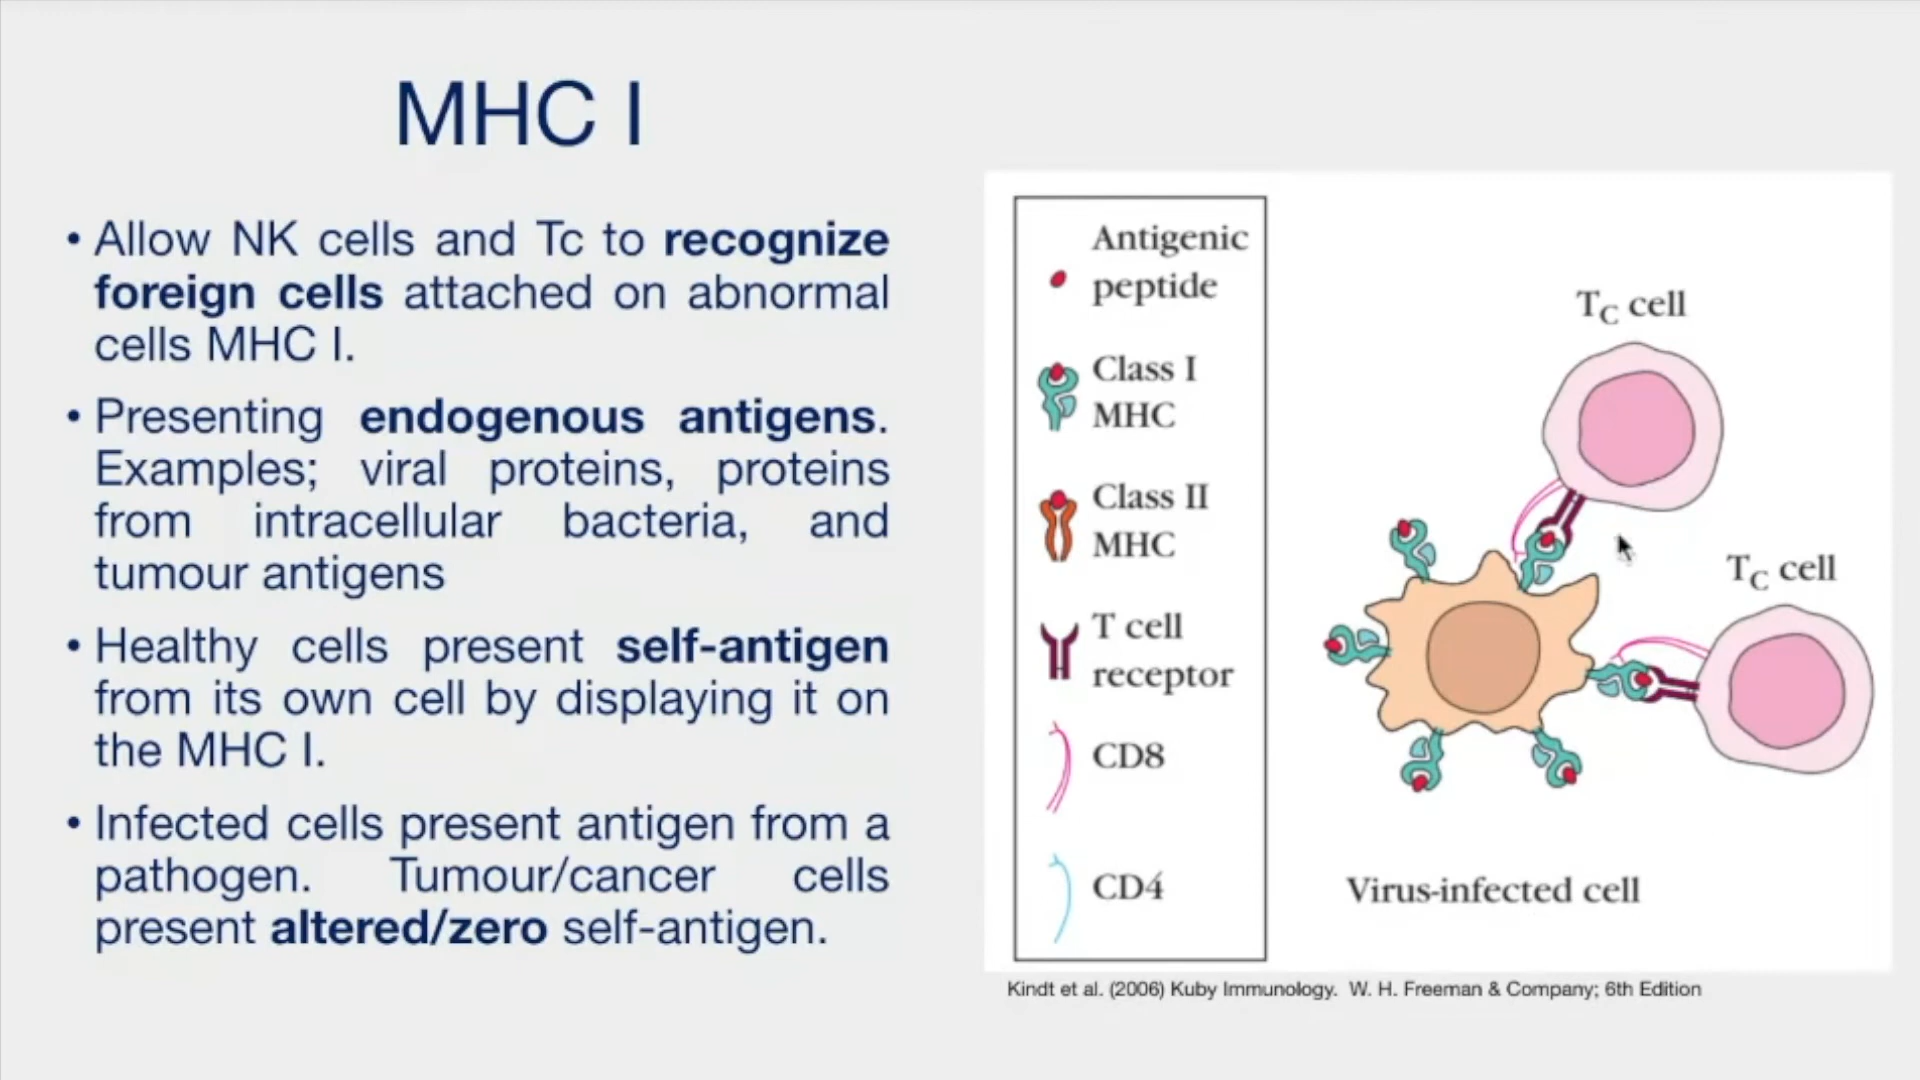 MHC I
• Allow NK cells and Tc to recognize
foreign cells attached on abnormal
cells MHC I.
• Presenting endogenous antigens.
Examples; viral proteins, proteins
from intracellular bacteria, and
tumour antigens
• Healthy cells present self-antigen
from its own cell by displaying it on
the MHC I.
• Infected cells present antigen from a
pathogen. Tumour/cancer cells
present altered/zero self-antigen.
Antigenic
peptide
Class I
MHC
Class II
MHC
T cell
receptor
CD8
CD4
TC cell
TC cell
Virus-infected cell
Kindt et al. (2006) Kuby Immunology. W. H. Freeman & Company; 6th Edition